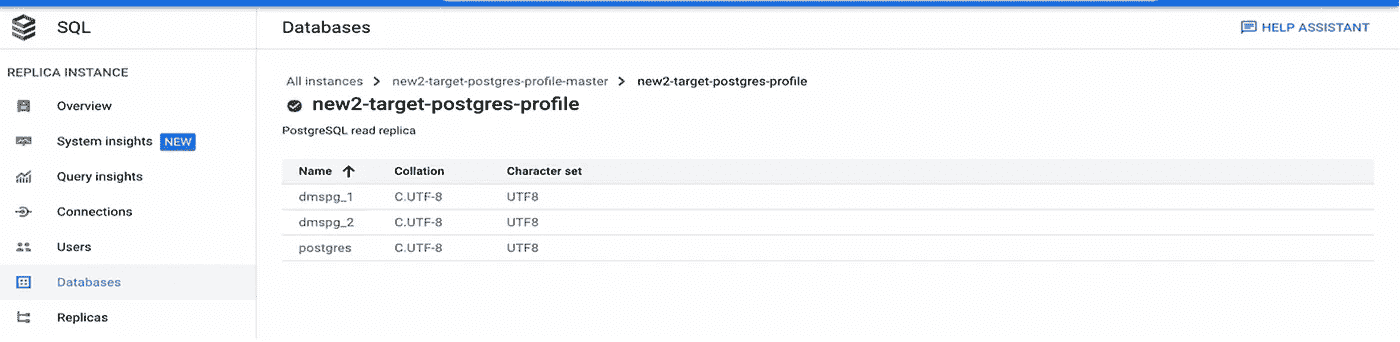 SQL
Databases
HELP ASSISTANT
REPLICA INSTANCE
Overview
System insights NEW
Query insights
Connections
Users
Databases
Replicas
All instances > new2-target-postgres-profile-master > new2-target-postgres-profile
new2-target-postgres-profile
PostgreSQL read replica
Name ↑ Collation Character set
dmspg_1 C.UTF-8 UTF8
dmspg_2 C.UTF-8 UTF8
postgres C.UTF-8 UTF8